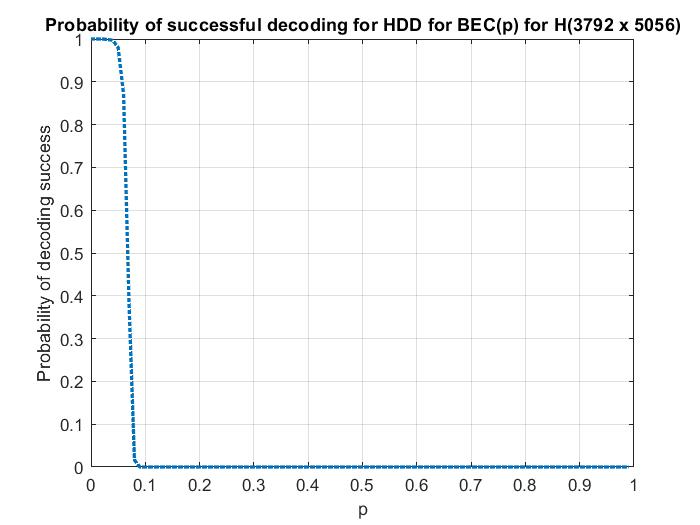 Probability of successful decoding for HDD for BEC(p) for H(3792 x 5056)
Probability of decoding success
1
0.9
0.8
0.7
0.6
0.5
0.4
0.3
0.2
0.1
0
0 0.1 0.2 0.3 0.4 0.5 0.6 0.7 0.8 0.9 1
p